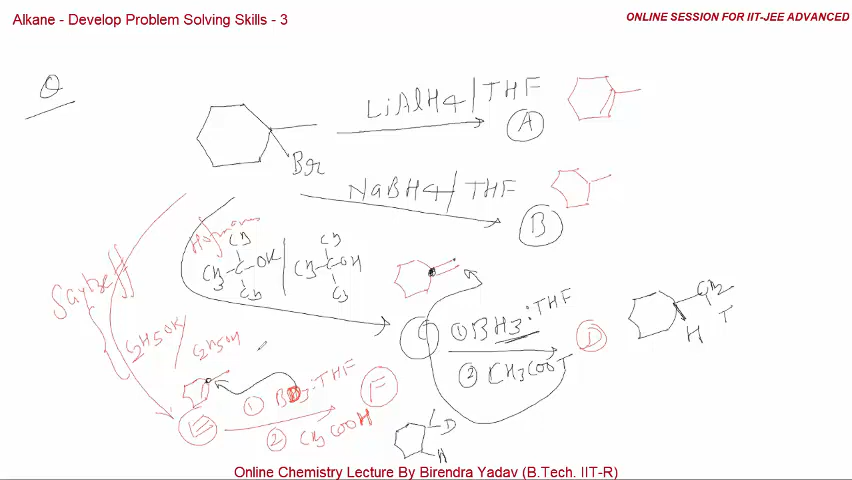 Alkane - Develop Problem Solving Skills - 3
ONLINE SESSION FOR IIT-JEE ADVANCED
Q
LiAlH4/THF
A
Br
NaBH4/THF
B
Hofmann
CH3
CH3-C-OK
CH3
CH3
CH3-C-OH
CH3
Saytzeff
C2H5OK/C2H5OH
C
① BH3:THF
② CH3COOT
D
CH2
T
H
E
① BD3:THF
② CH3COOH
F
D
H
Online Chemistry Lecture By Birendra Yadav (B.Tech. IIT-R)